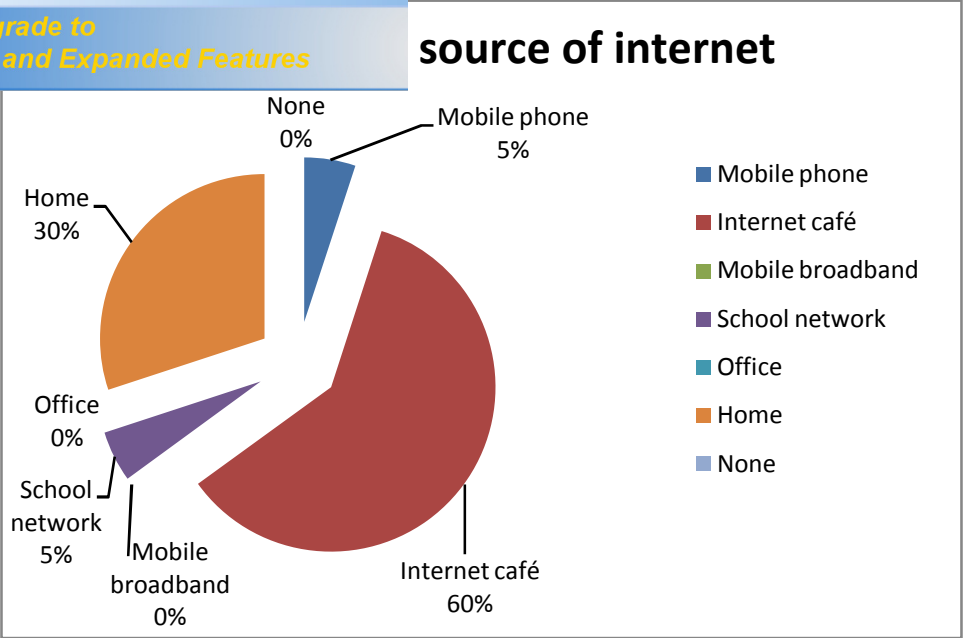 grade to
and Expanded Features
source of internet
None
0%
Mobile phone
5%
Home
30%
Office
0%
School
network
5%
Mobile
broadband
0%
Internet café
60%
Mobile phone
Internet café
Mobile broadband
School network
Office
Home
None